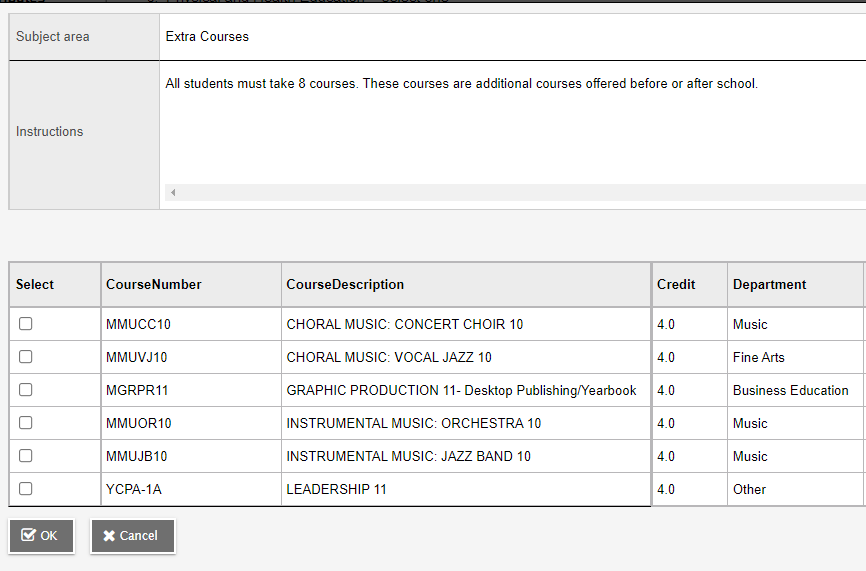 Subject area
Extra Courses
All students must take 8 courses. These courses are additional courses offered before or after school.
Instructions
Select CourseNumber CourseDescription Credit Department
MMUCC10 CHORAL MUSIC: CONCERT CHOIR 10 4.0 Music
MMUVJ10 CHORAL MUSIC: VOCAL JAZZ 10 4.0 Fine Arts
MGRPR11 GRAPHIC PRODUCTION 11- Desktop Publishing/Yearbook 4.0 Business Education
MMUOR10 INSTRUMENTAL MUSIC: ORCHESTRA 10 4.0 Music
MMUJB10 INSTRUMENTAL MUSIC: JAZZ BAND 10 4.0 Music
YCPA-1A LEADERSHIP 11 4.0 Other
OK Cancel